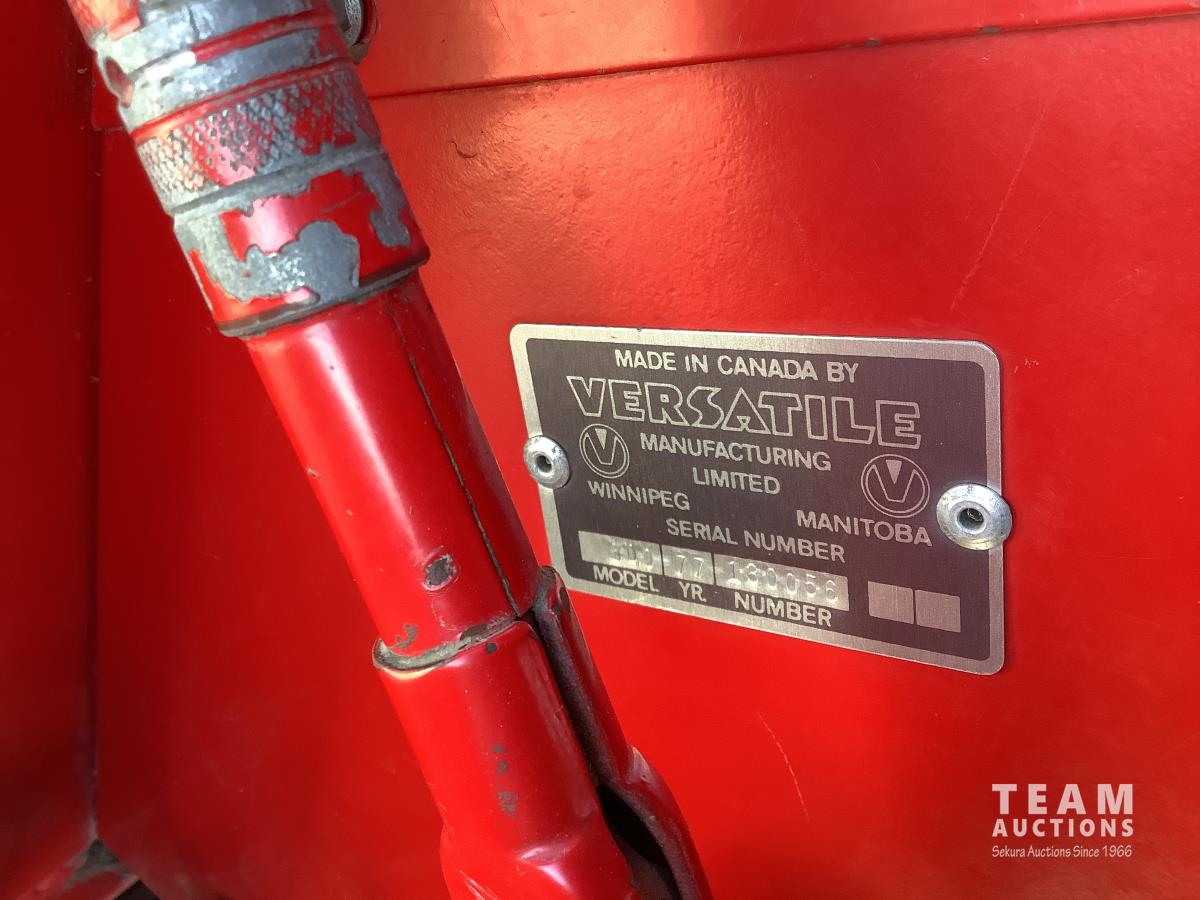 MADE IN CANADA BY
VERSATILE
MANUFACTURING
LIMITED
WINNIPEG
MANITOBA
SERIAL NUMBER
77 130056
MODEL YR. NUMBER
TEAM
AUCTIONS
Sekura Auctions Since 1966